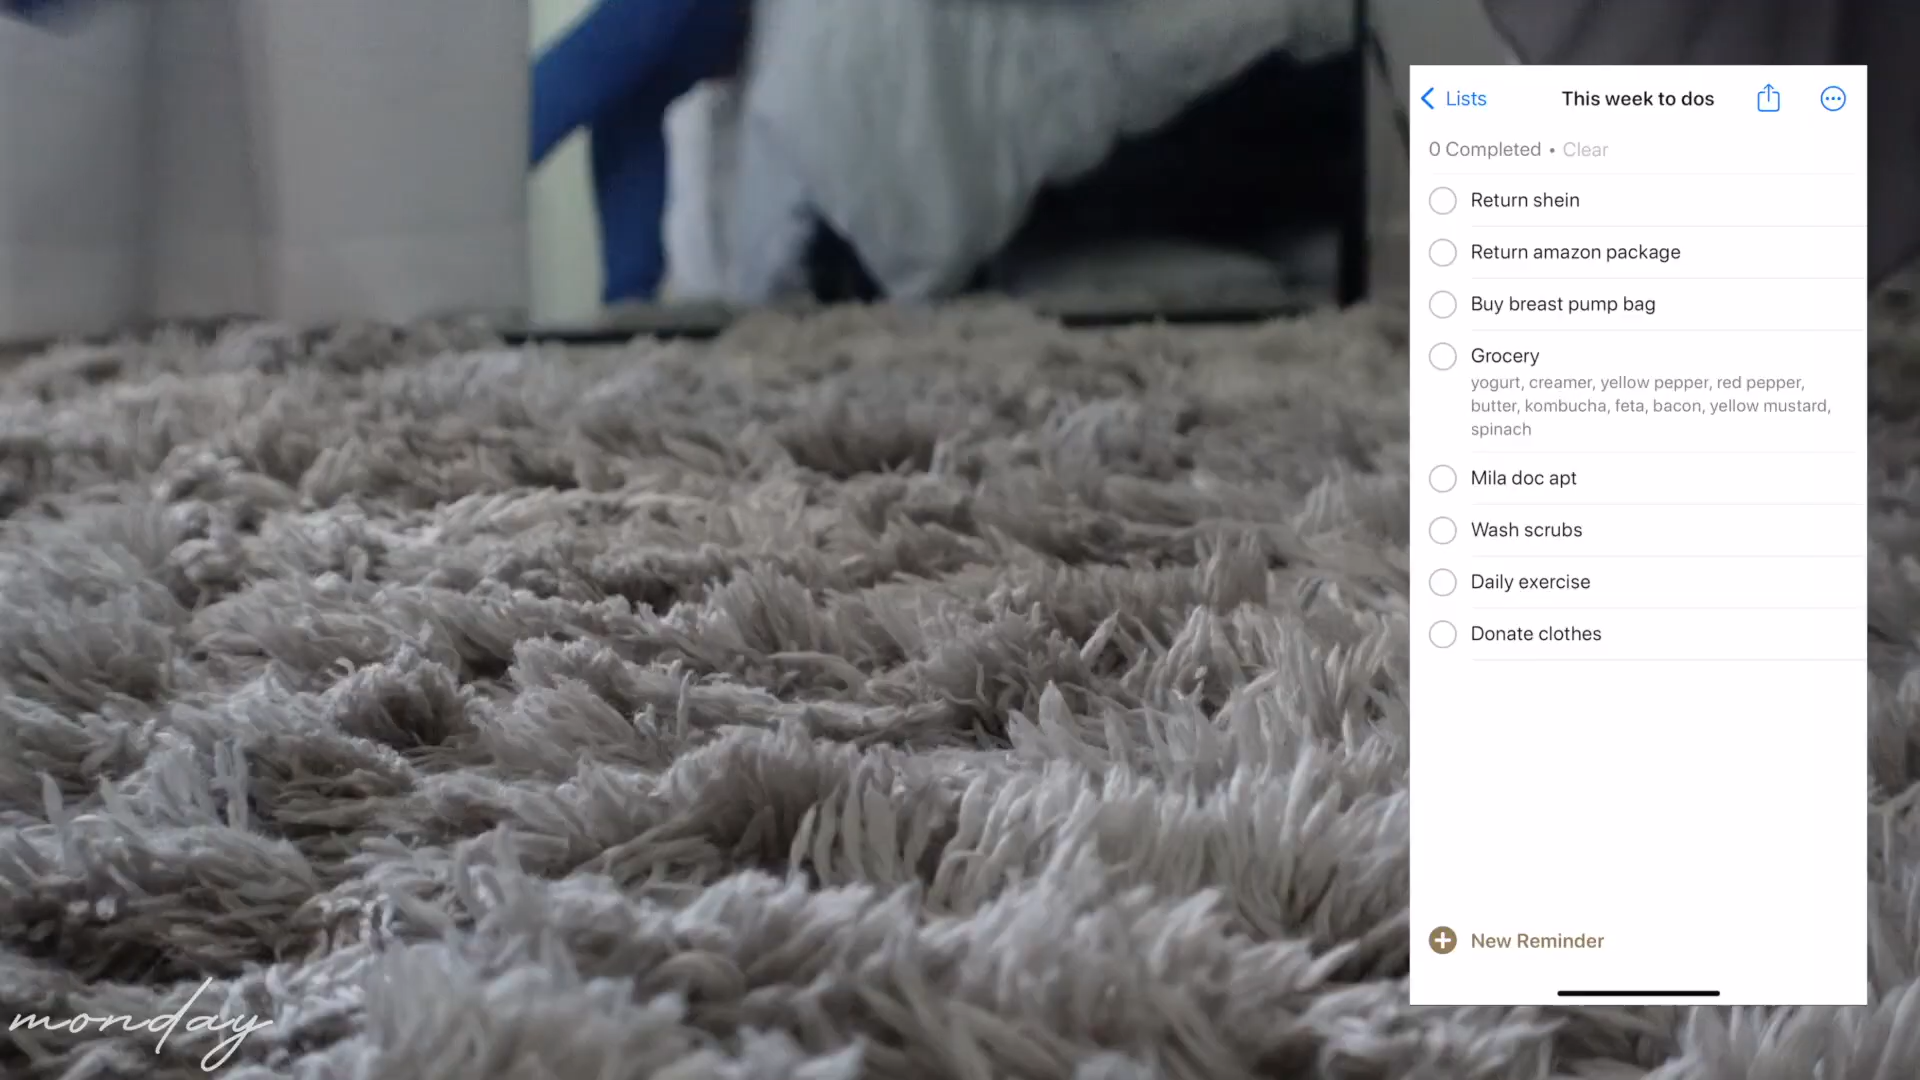 Lists
This week to dos
0 Completed • Clear
Return shein
Return amazon package
Buy breast pump bag
Grocery
yogurt, creamer, yellow pepper, red pepper,
butter, kombucha, feta, bacon, yellow mustard,
spinach
Mila doc apt
Wash scrubs
Daily exercise
Donate clothes
New Reminder
monday